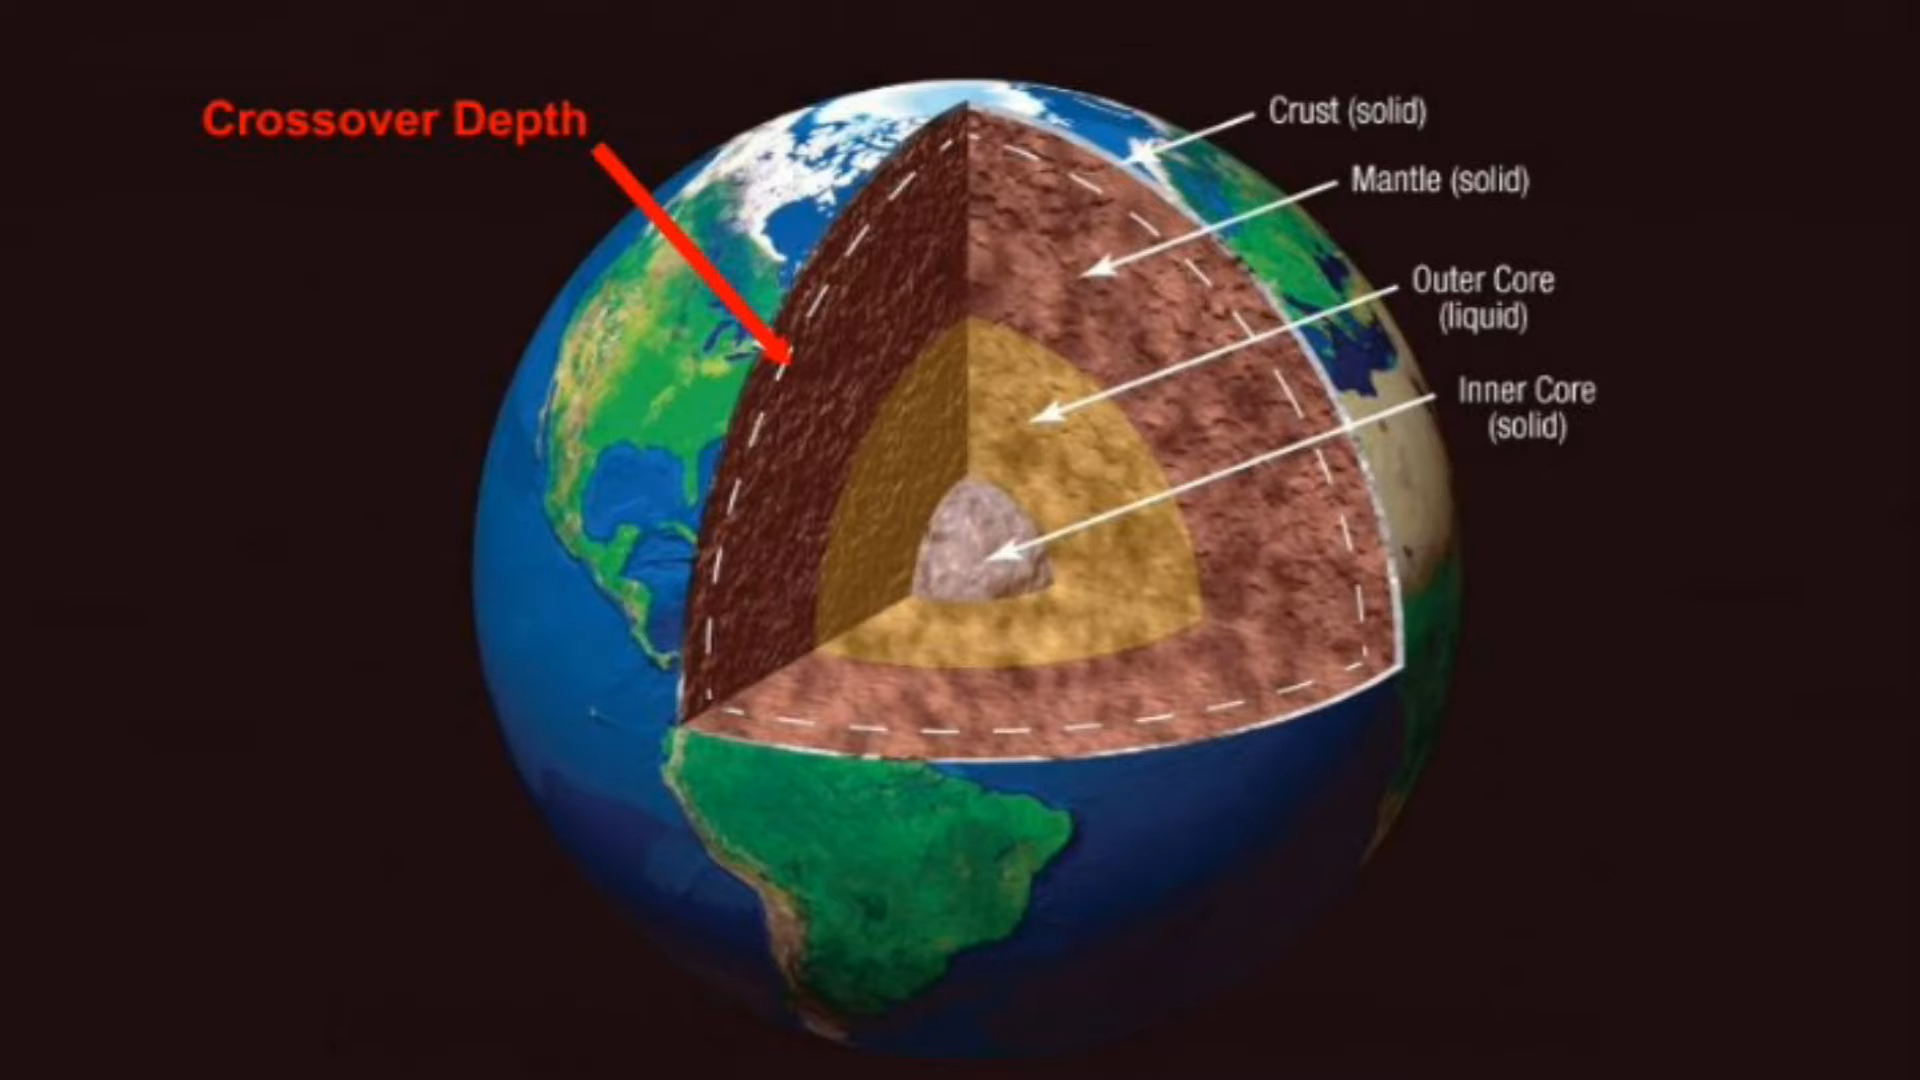 Crossover Depth
Crust (solid)
Mantle (solid)
Outer Core
(liquid)
Inner Core
(solid)